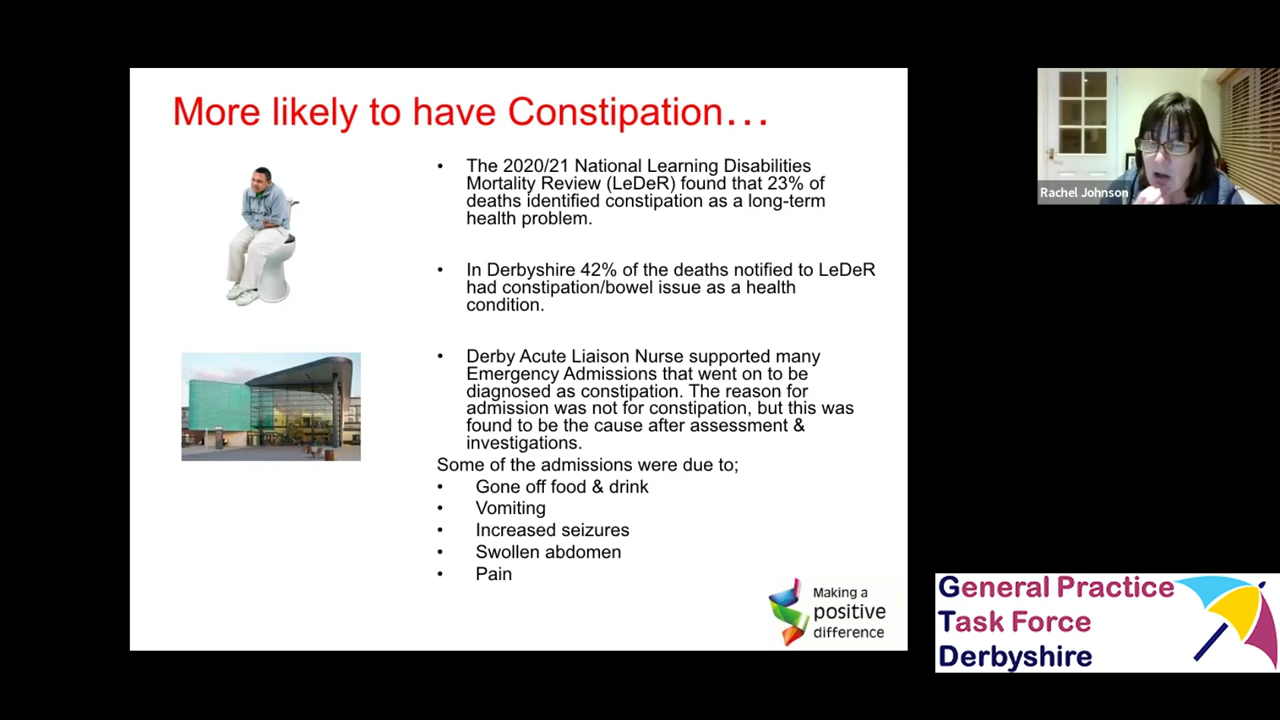 More likely to have Constipation...
• The 2020/21 National Learning Disabilities
Mortality Review (LeDeR) found that 23% of
deaths identified constipation as a long-term
health problem.
• In Derbyshire 42% of the deaths notified to LeDeR
had constipation/bowel issue as a health
condition.
• Derby Acute Liaison Nurse supported many
Emergency Admissions that went on to be
diagnosed as constipation. The reason for
admission was not for constipation, but this was
found to be the cause after assessment &
investigations.
Some of the admissions were due to;
• Gone off food & drink
• Vomiting
• Increased seizures
• Swollen abdomen
• Pain
Making a
positive
difference
Rachel Johnson
General Practice
Task Force
Derbyshire